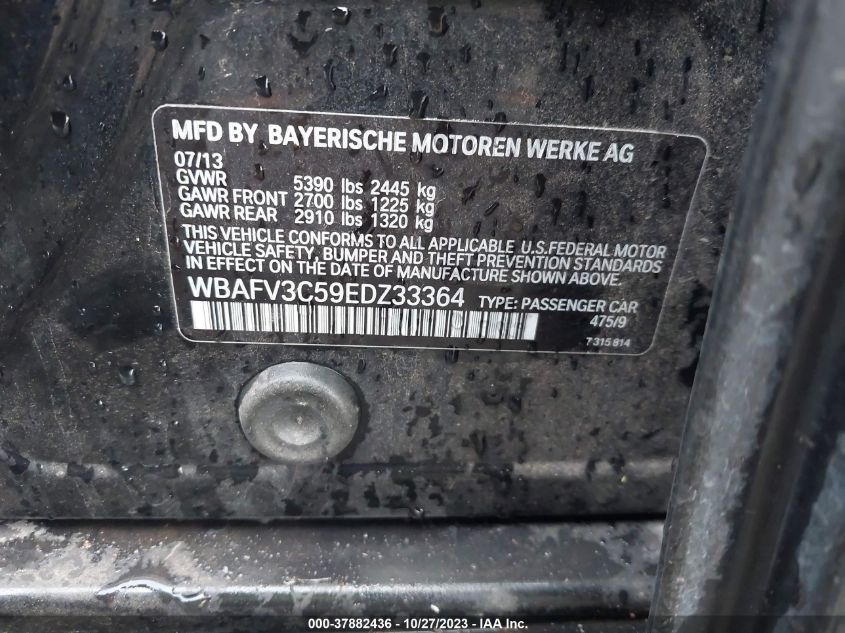 MFD BY BAYERISCHE MOTOREN WERKE AG
07/13
GVWR 5390 lbs 2445 kg
GAWR FRONT 2700 lbs 1225 kg
GAWR REAR 2910 lbs 1320 kg
THIS VEHICLE CONFORMS TO ALL APPLICABLE U.S.FEDERAL MOTOR
VEHICLE SAFETY, BUMPER AND THEFT PREVENTION STANDARDS
IN EFFECT ON THE DATE OF MANUFACTURE SHOWN ABOVE.
WBAFV3C59EDZ33364 TYPE: PASSENGER CAR
475/9
7 315 814
000-37882436 | 10/27/2023 | Copyright © IAA, Inc.